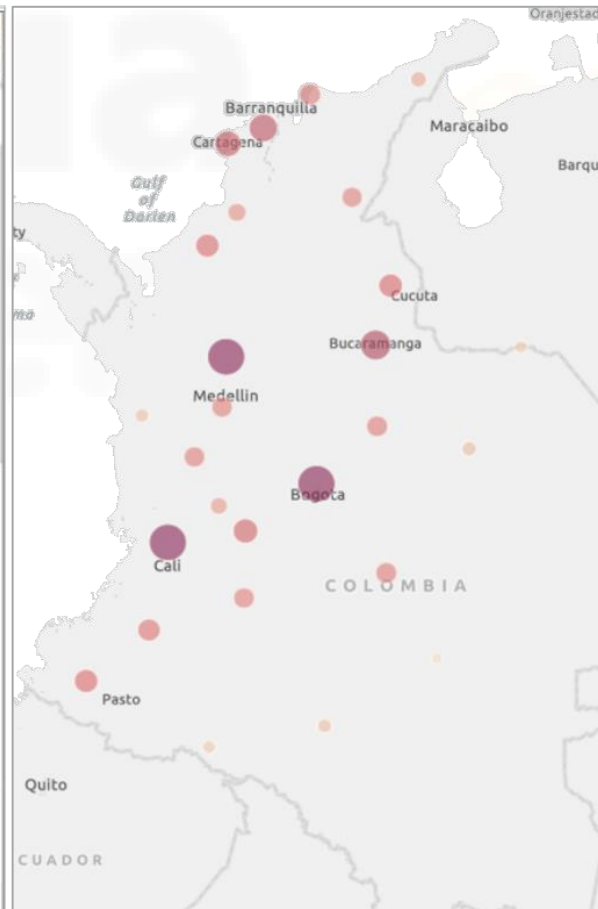 Oranjestad
Barranquilla
Cartagena
Maracaibo
Barqu
Gulf
of
Darien
ty
Cucuta
Bucaramanga
Medellin
Bogota
Cali
COLOMBIA
Pasto
Quito
CUADOR